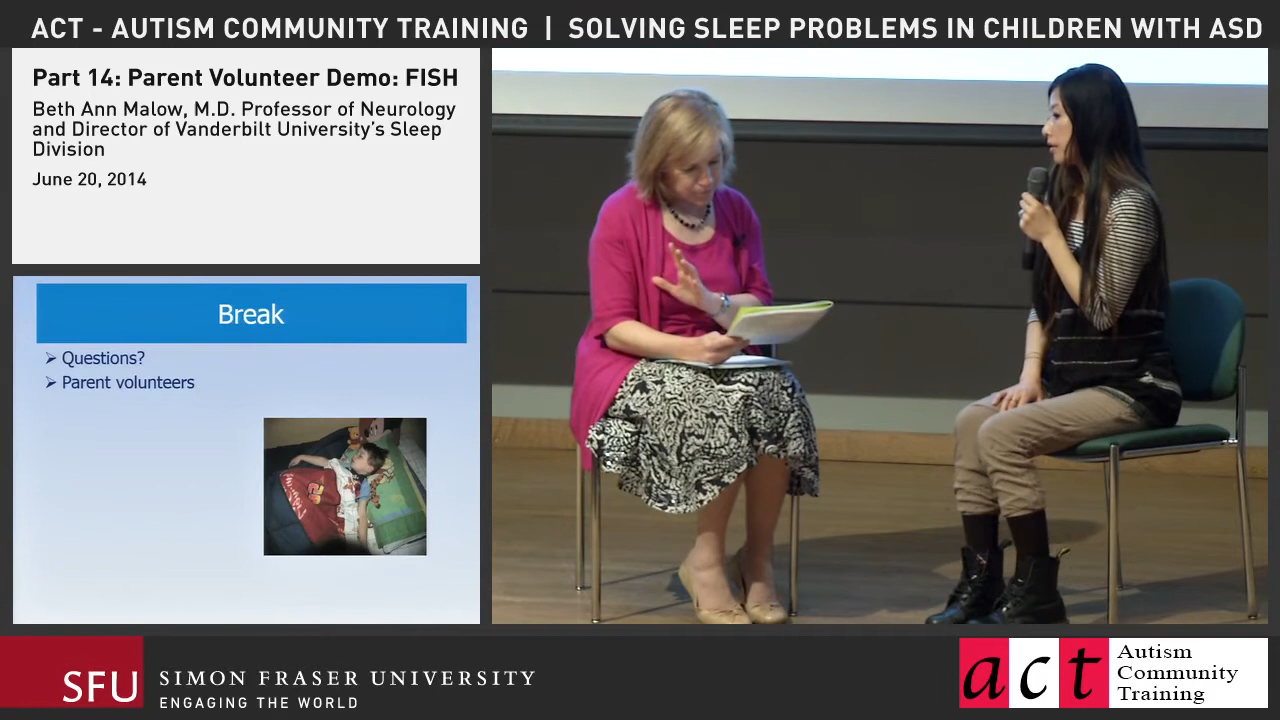 ACT - AUTISM COMMUNITY TRAINING | SOLVING SLEEP PROBLEMS IN CHILDREN WITH ASD
Part 14: Parent Volunteer Demo: FISH
Beth Ann Malow, M.D. Professor of Neurology
and Director of Vanderbilt University's Sleep
Division
June 20, 2014
Break
➢ Questions?
➢ Parent volunteers
SFU SIMON FRASER UNIVERSITY
ENGAGING THE WORLD
act
Autism
Community
Training